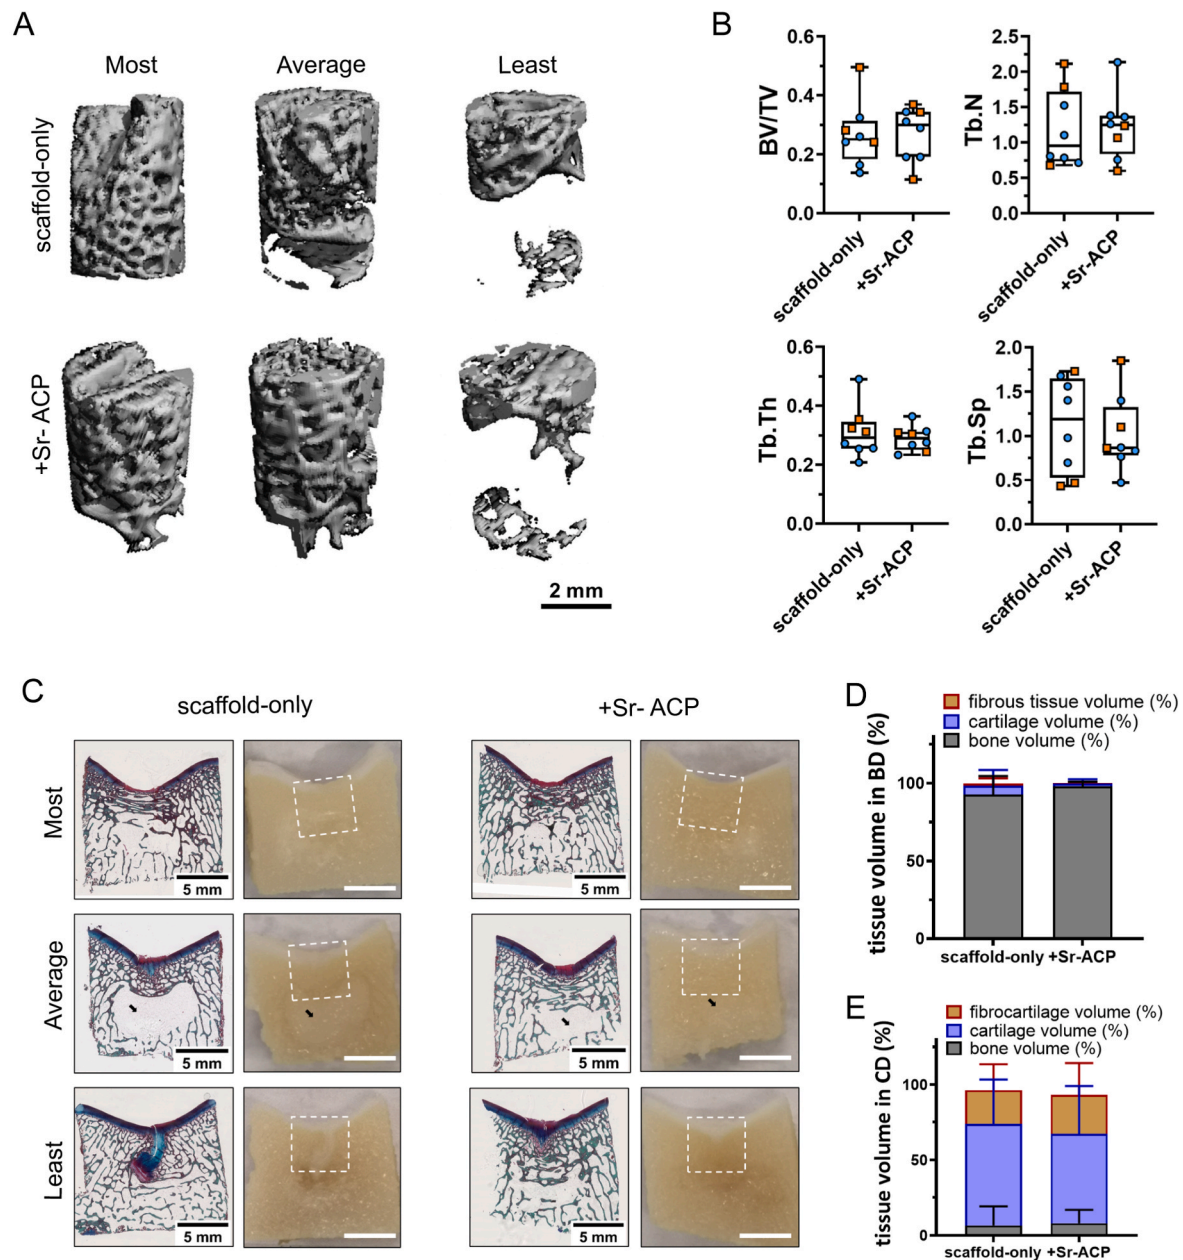 A
Most
Average
Least
scaffold-only
+Sr- ACP
2 mm
B
BV/TV
0.6
0.4
0.2
0.0
scaffold-only
+Sr-ACP
Tb.N
2.5
2.0
1.5
1.0
0.5
0.0
scaffold-only
+Sr-ACP
Tb.Th
0.6
0.4
0.2
0.0
scaffold-only
+Sr-ACP
Tb.Sp
2.0
1.5
1.0
0.5
0.0
scaffold-only
+Sr-ACP
C
scaffold-only
+Sr- ACP
Most
5 mm
5 mm
Average
5 mm
5 mm
Least
5 mm
5 mm
D
fibrous tissue volume (%)
cartilage volume (%)
bone volume (%)
tissue volume in BD (%)
100
50
0
scaffold-only +Sr-ACP
E
fibrocartilage volume (%)
cartilage volume (%)
bone volume (%)
tissue volume in CD (%)
100
50
0
scaffold-only +Sr-ACP